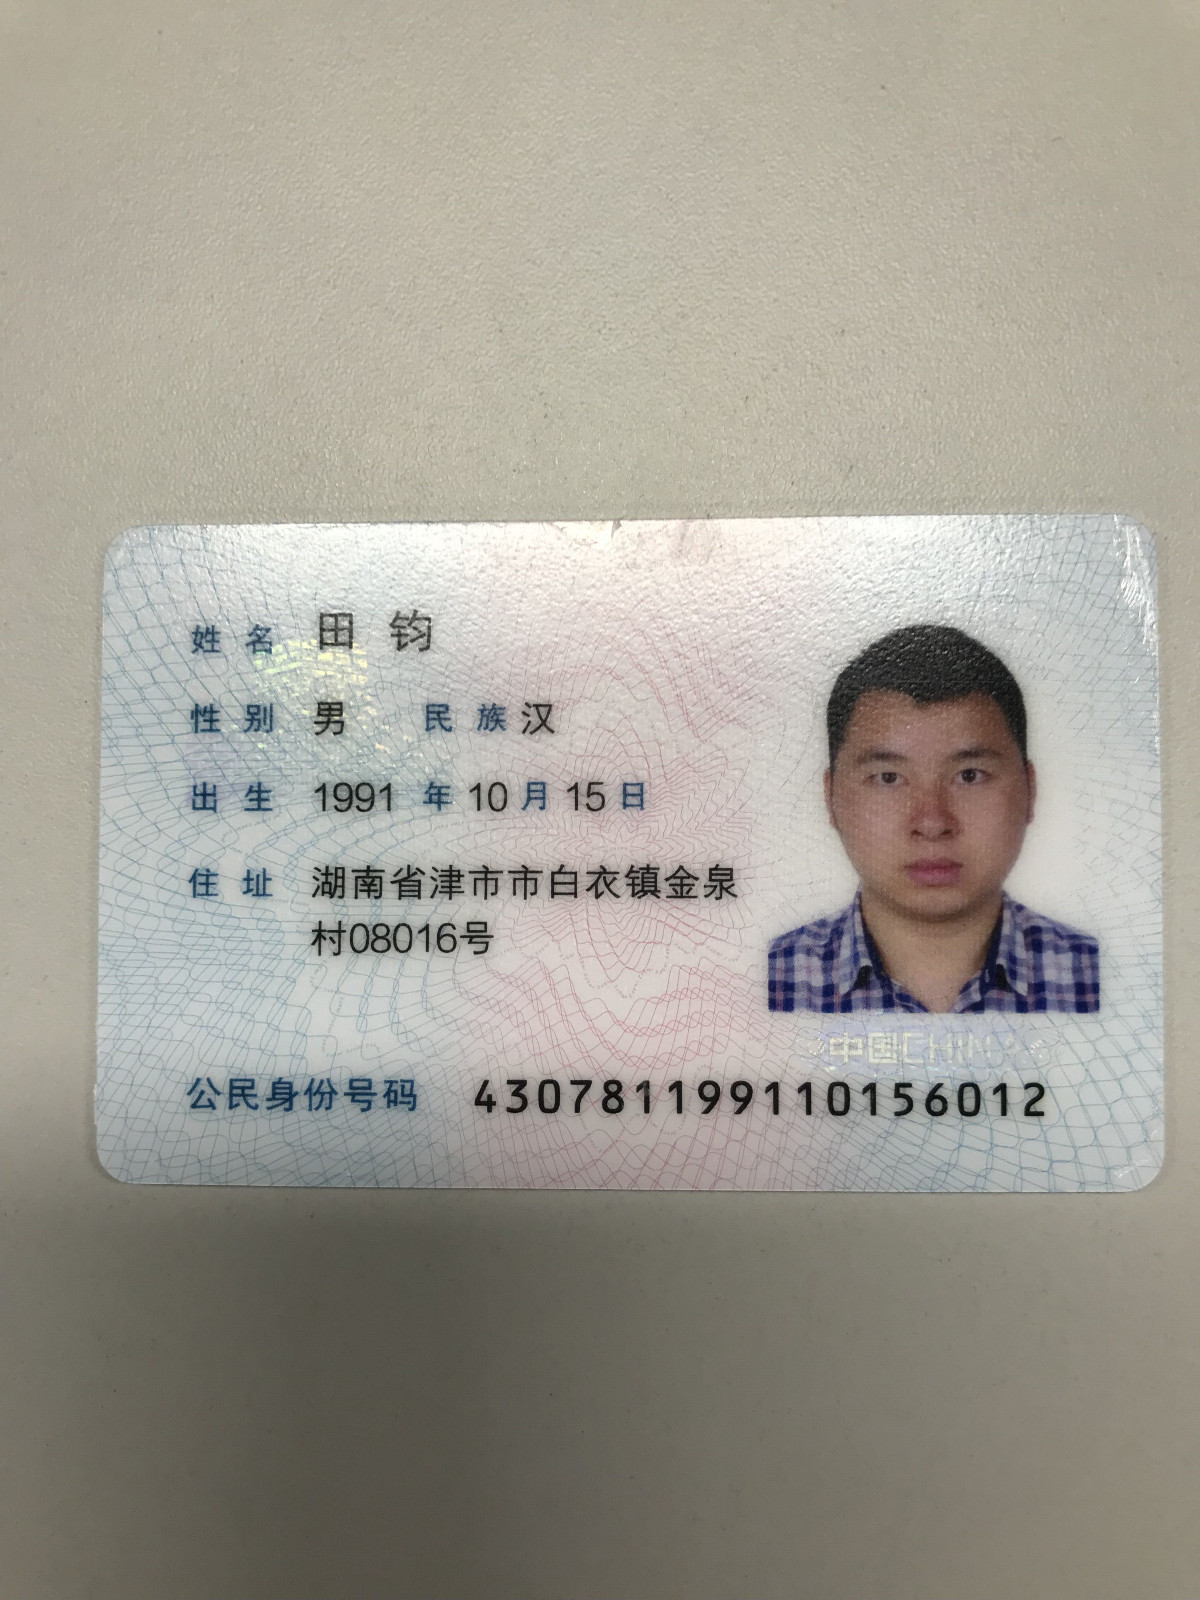 姓名 田钧
性别 男 民族 汉
出生 1991 年 10 月 15 日
住址 湖南省津市市白衣镇金泉
村08016号
中国CHINA
公民身份号码 430781199110156012